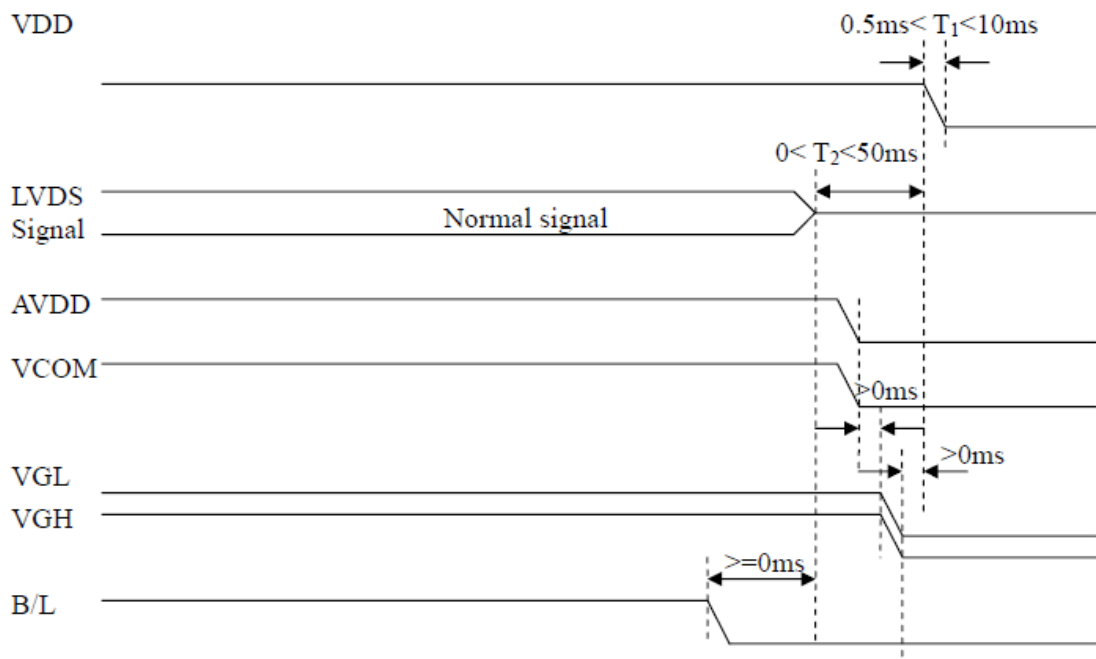 VDD
0.5ms< T₁<10ms
0< T₂<50ms
LVDS
Signal
Normal signal
AVDD
VCOM
>0ms
>0ms
VGL
VGH
>=0ms
B/L